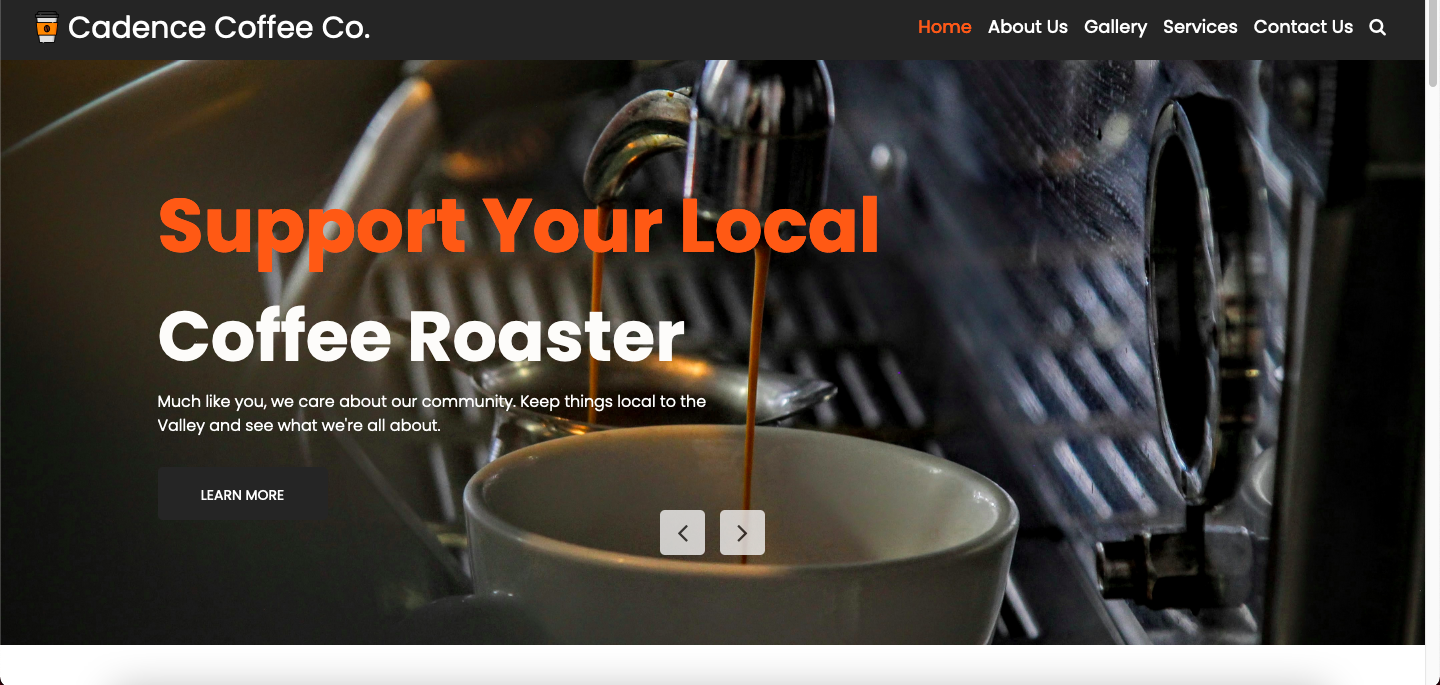 Cadence Coffee Co.
Home About Us Gallery Services Contact Us
Support Your Local
Coffee Roaster
Much like you, we care about our community. Keep things local to the
Valley and see what we're all about.
LEARN MORE